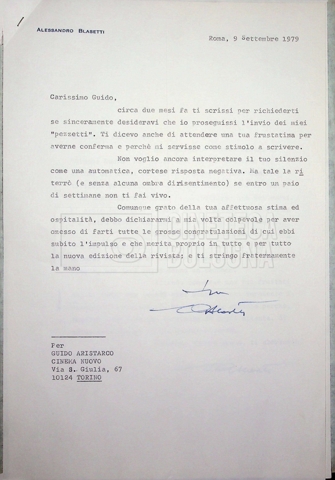 ALESSANDRO BLASETTI
Roma, 9 Settembre 1979
Carissimo Guido,
circa due mesi fa ti scrissi per richiederti
se sinceramente desideravi che io proseguissi l'invio dei miei
"pezzetti". Ti dicevo anche di attendere una tua frastatima per
averne conferma e perchè mi servisse come stimolo a scrivere.
Non voglio ancora interpretare il tuo silenzio
come una automatica, cortese risposta negativa. Ma tale la ri
terrò (e senza alcuna ombra dirisentimento) se entro un paio
di settimane non ti fai vivo.
Comunque grato della tua affettuosa stima ed
ospitalità, debbo dichiararmi a mia volta colpevole per aver
omesso di farti tutte le grosse congratulazioni di cui ebbi
subito l'impulso e che merita proprio in tutto e per tutto
la nuova edizione della rivista; e ti stringo fraternamente
la mano
Per
GUIDO ARISTARCO
CINEMA NUOVO
Via S. Giulia, 67
10124 TORINO
BOLOGNA